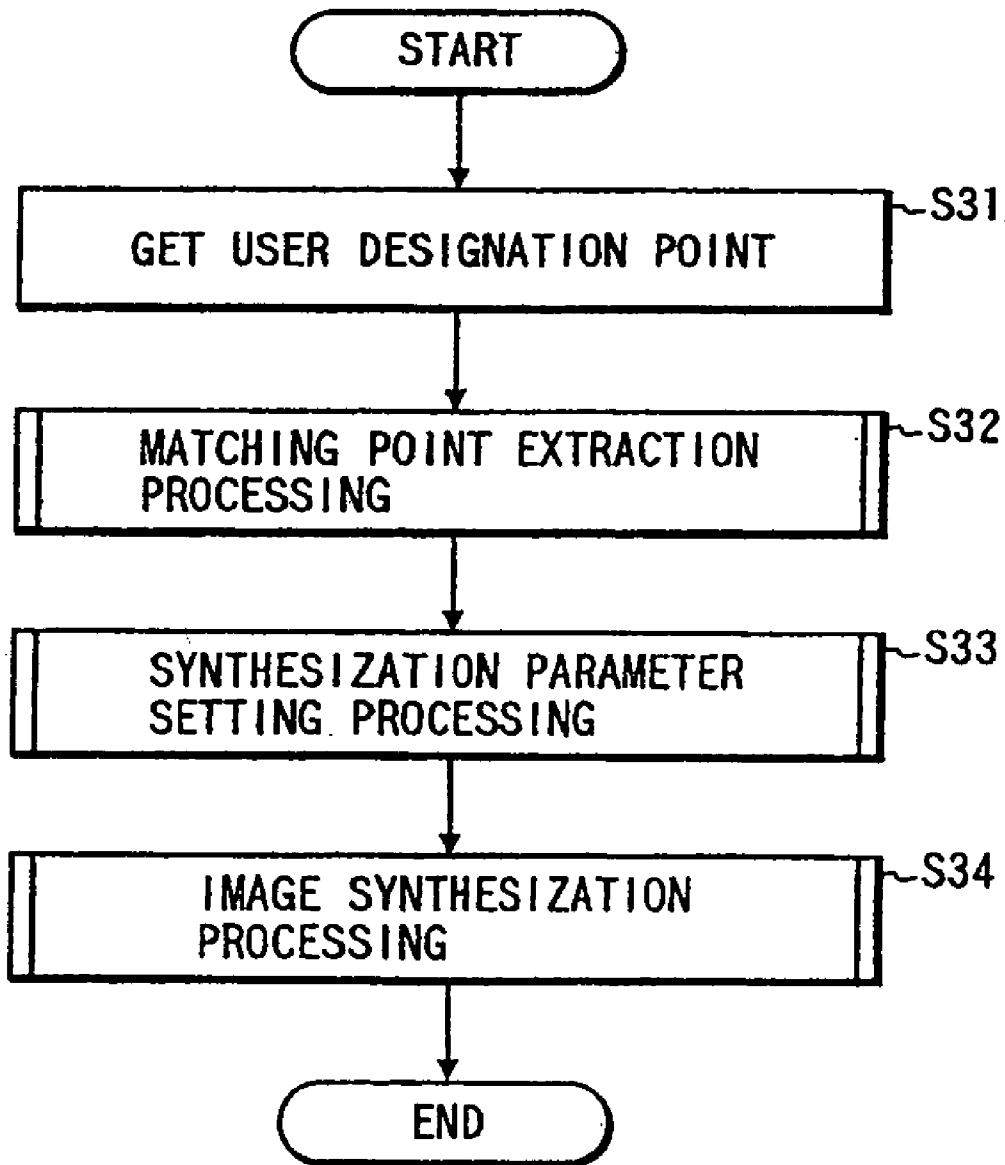 START
S31
GET USER DESIGNATION POINT
S32
MATCHING POINT EXTRACTION
PROCESSING
S33
SYNTHESIZATION PARAMETER
SETTING PROCESSING
S34
IMAGE SYNTHESIZATION
PROCESSING
END